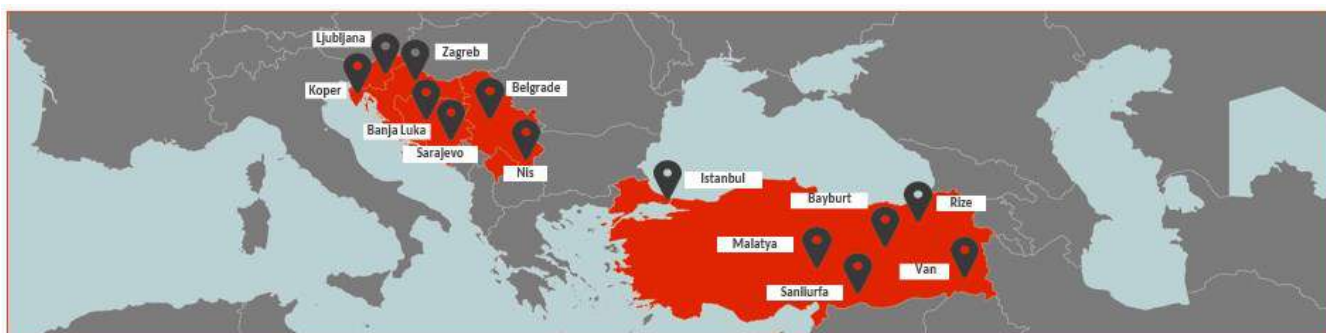 Ljubljana
Zagreb
Koper
Belgrade
Banja Luka
Sarajevo
Nis
Istanbul
Bayburt
Rize
Malatya
Van
Sanliurfa